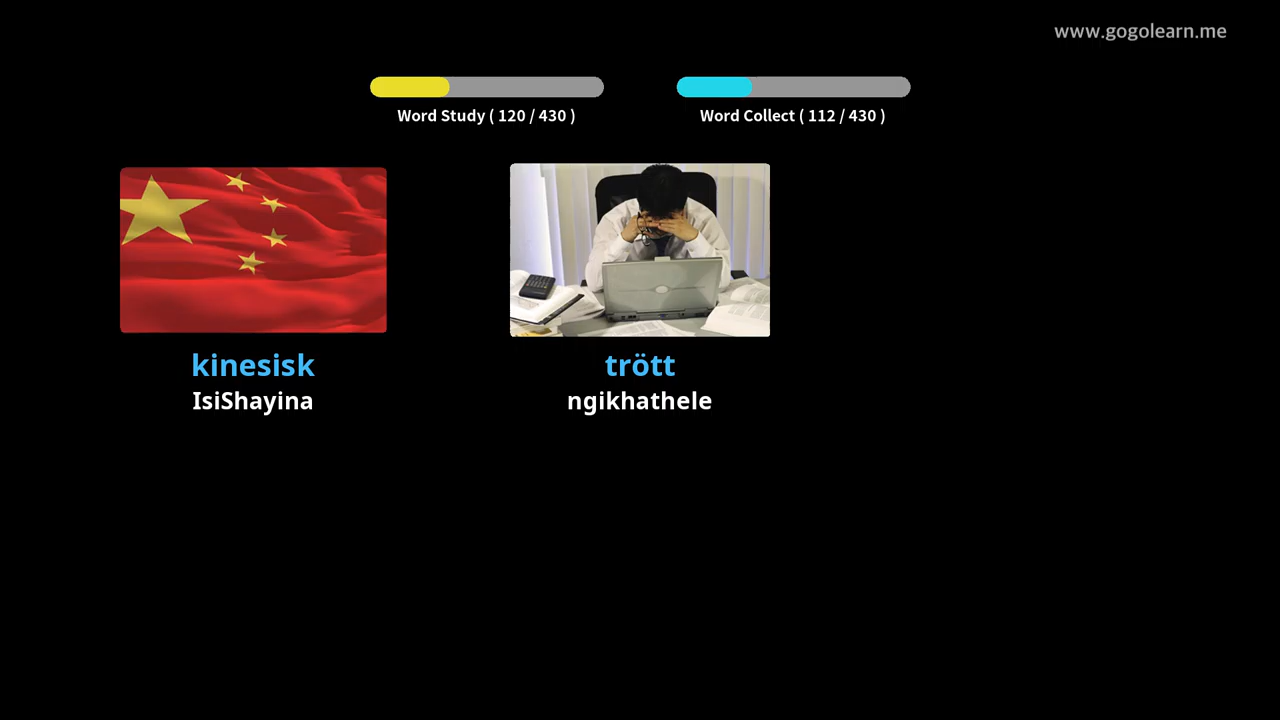 www.gogolearn.me
Word Study ( 120 / 430 )
Word Collect ( 112 / 430 )
kinesisk
IsiShayina
trött
ngikhathele